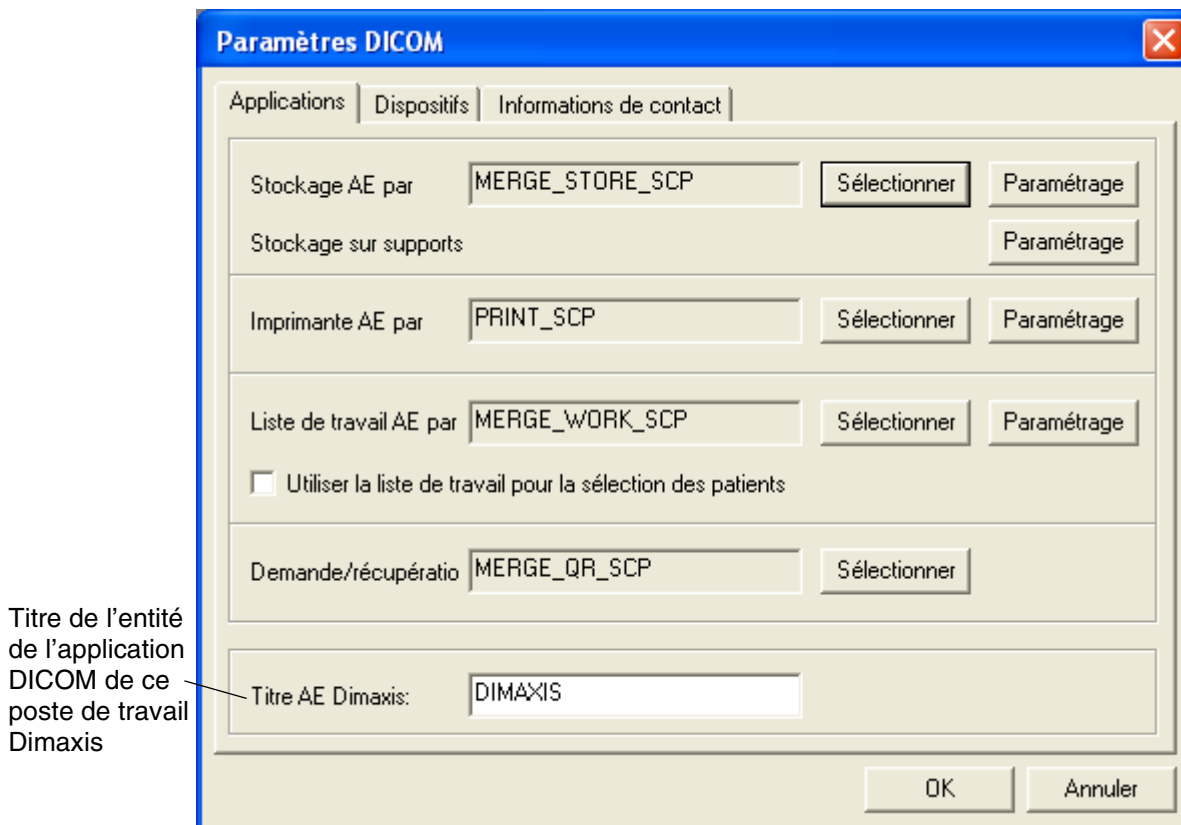 Paramètres DICOM
Applications Dispositifs Informations de contact
Stockage AE par MERGE_STORE_SCP Sélectionner Paramétrage
Stockage sur supports Paramétrage
Imprimante AE par PRINT_SCP Sélectionner Paramétrage
Liste de travail AE par MERGE_WORK_SCP Sélectionner Paramétrage
Utiliser la liste de travail pour la sélection des patients
Demande/récupératio MERGE_QR_SCP Sélectionner
Titre de l’entité
de l’application
DICOM de ce
poste de travail
Dimaxis
Titre AE Dimaxis: DIMAXIS
OK Annuler